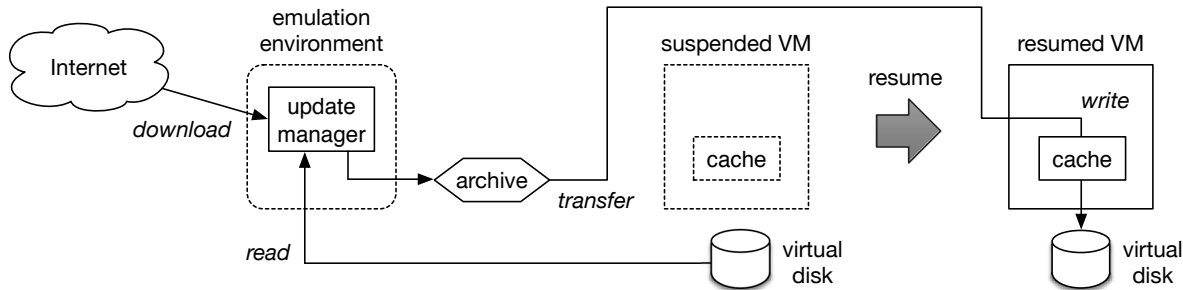 Internet
download
emulation
environment
update
manager
read
archive
transfer
suspended VM
cache
virtual
disk
resume
resumed VM
write
cache
virtual
disk